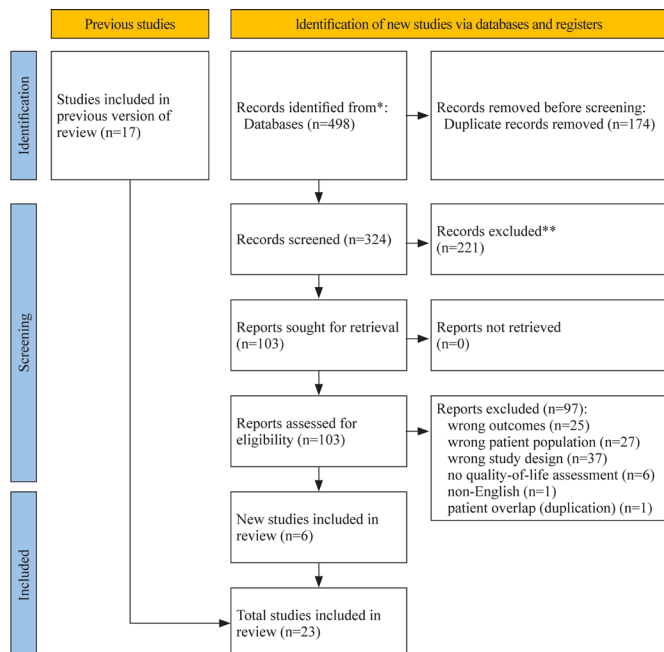 Previous studies
Identification of new studies via databases and registers
Identification
Studies included in
previous version of
review (n=17)
Records identified from*:
Databases (n=498)
Records removed before screening:
Duplicate records removed (n=174)
Screening
Records screened (n=324)
Records excluded**
(n=221)
Reports sought for retrieval
(n=103)
Reports not retrieved
(n=0)
Reports assessed for
eligibility (n=103)
Reports excluded (n=97):
wrong outcomes (n=25)
wrong patient population (n=27)
wrong study design (n=37)
no quality-of-life assessment (n=6)
non-English (n=1)
patient overlap (duplication) (n=1)
Included
New studies included in
review (n=6)
Total studies included in
review (n=23)